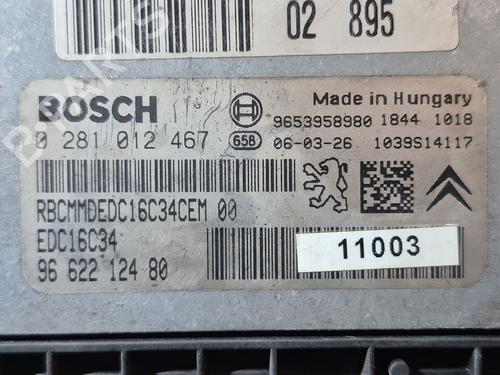 02 895
BOSCH
Made in Hungary
9653958980 1844 1018
0 281 012 467 658 06-03-26 1039S14117
RBCMMDEDC16C34CEM 00
EDC16C34
96 622 124 80
11003